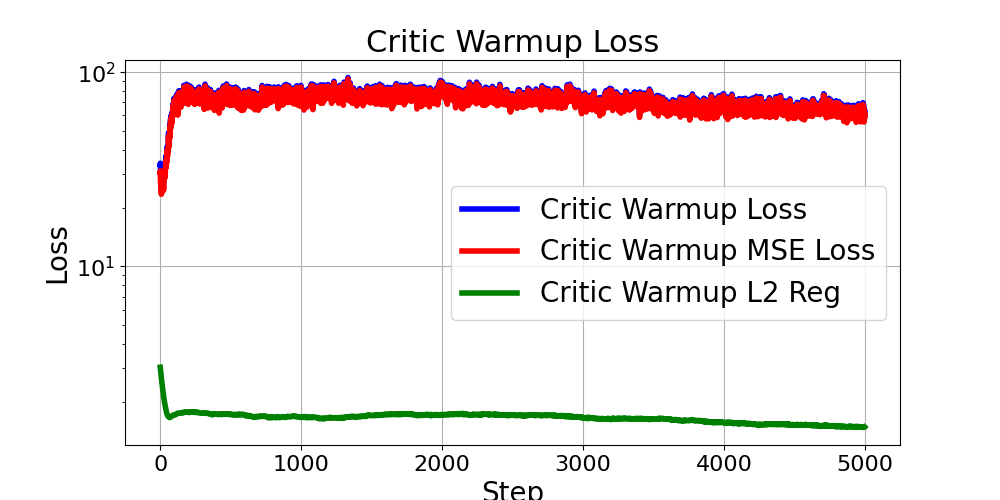 Critic Warmup Loss
10²
10¹
Loss
Critic Warmup Loss
Critic Warmup MSE Loss
Critic Warmup L2 Reg
0 1000 2000 3000 4000 5000
Step